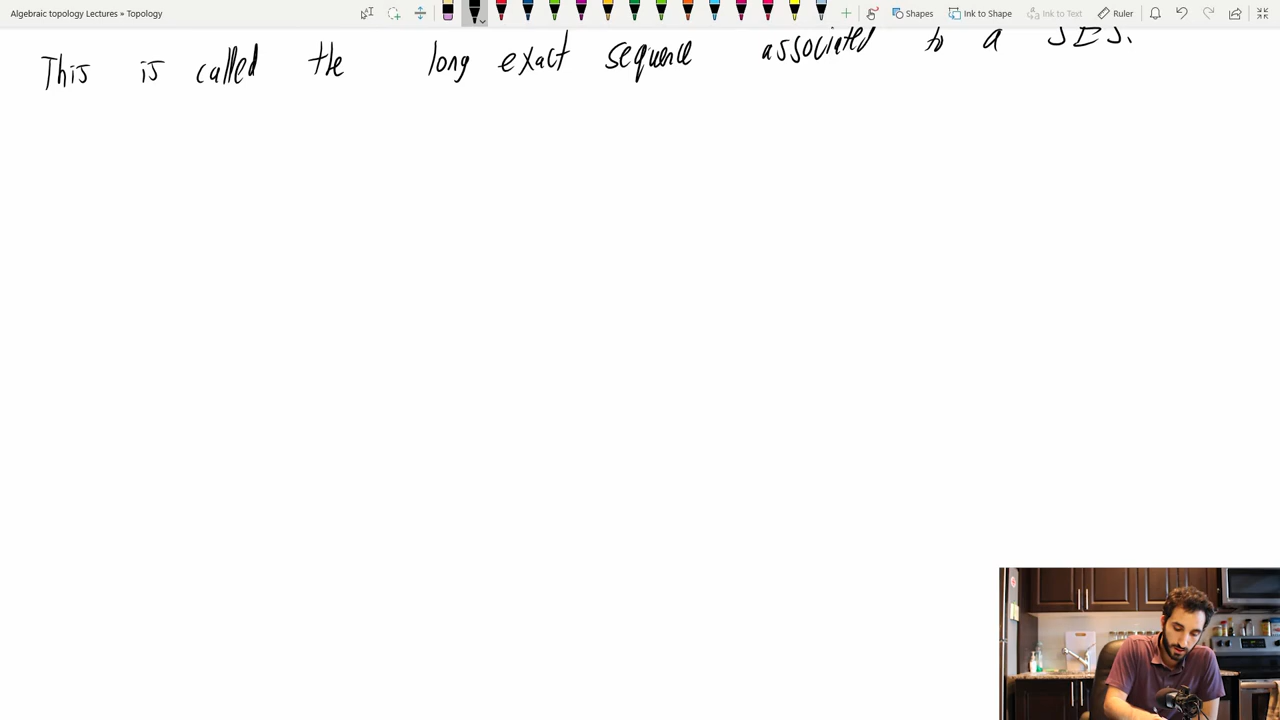 Algebraic topology Lectures » Topology
Shapes Ink to Shape Ink to Text Ruler
This is called the long exact sequence associated to a SES.